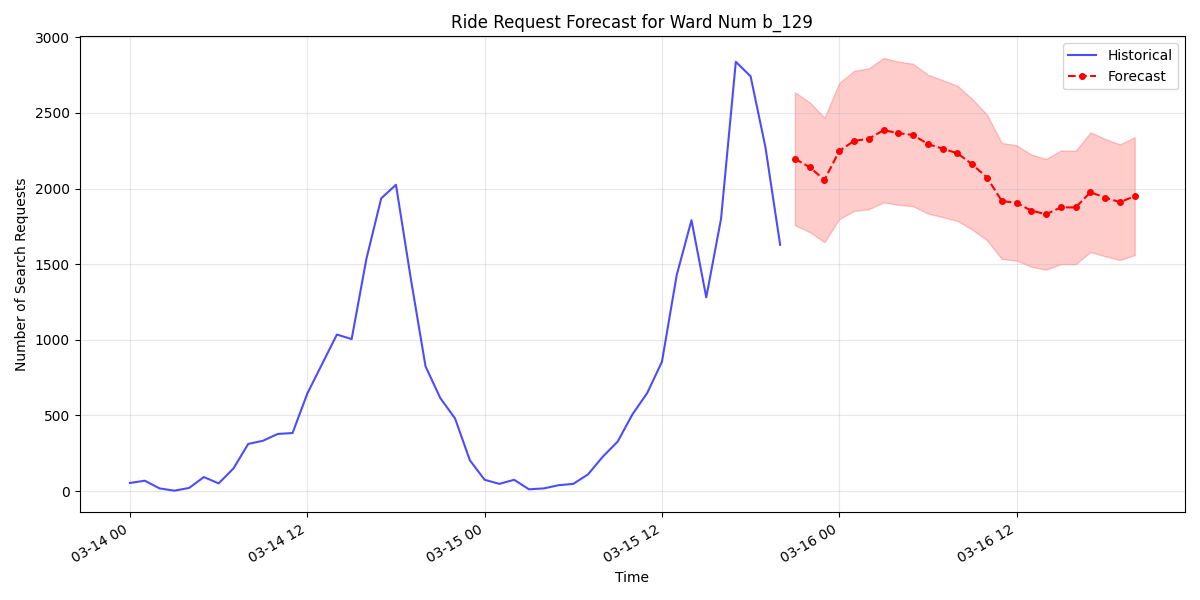 Ride Request Forecast for Ward Num b_129
Historical
Forecast
Number of Search Requests
3000
2500
2000
1500
1000
500
0
03-14 00
03-14 12
03-15 00
03-15 12
03-16 00
03-16 12
Time